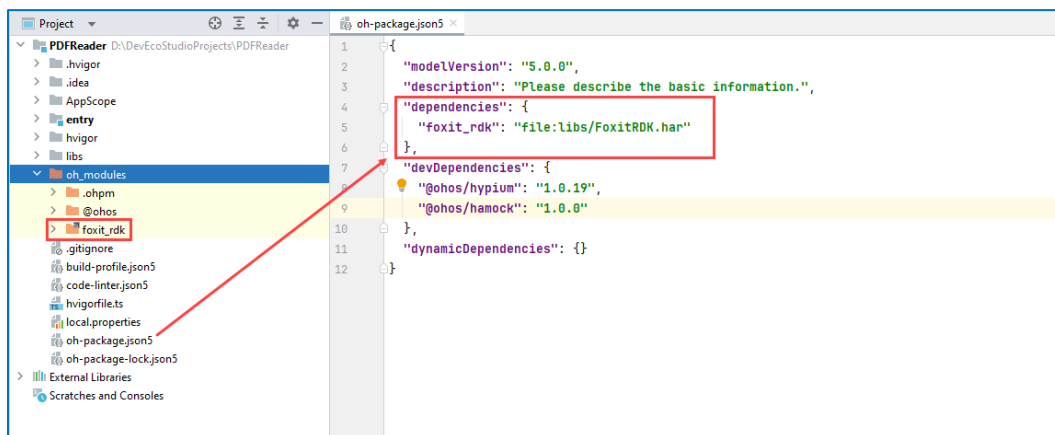 Project
oh-package.json5
PDFReader D:\DevEcoStudioProjects\PDFReader
.hvigor
.idea
AppScope
entry
hvigor
libs
oh_modules
.ohpm
@ohos
foxit_rdk
.gitignore
build-profile.json5
code-linter.json5
hvigorfile.ts
local.properties
oh-package.json5
oh-package-lock.json5
External Libraries
Scratches and Consoles
1 {
2 "modelVersion": "5.0.0",
3 "description": "Please describe the basic information.",
4 "dependencies": {
5 "foxit_rdk": "file:libs/FoxitRDK.har"
6 },
7 "devDependencies": {
8 "@ohos/hypium": "1.0.19",
9 "@ohos/hamock": "1.0.0"
10 },
11 "dynamicDependencies": {}
12 }